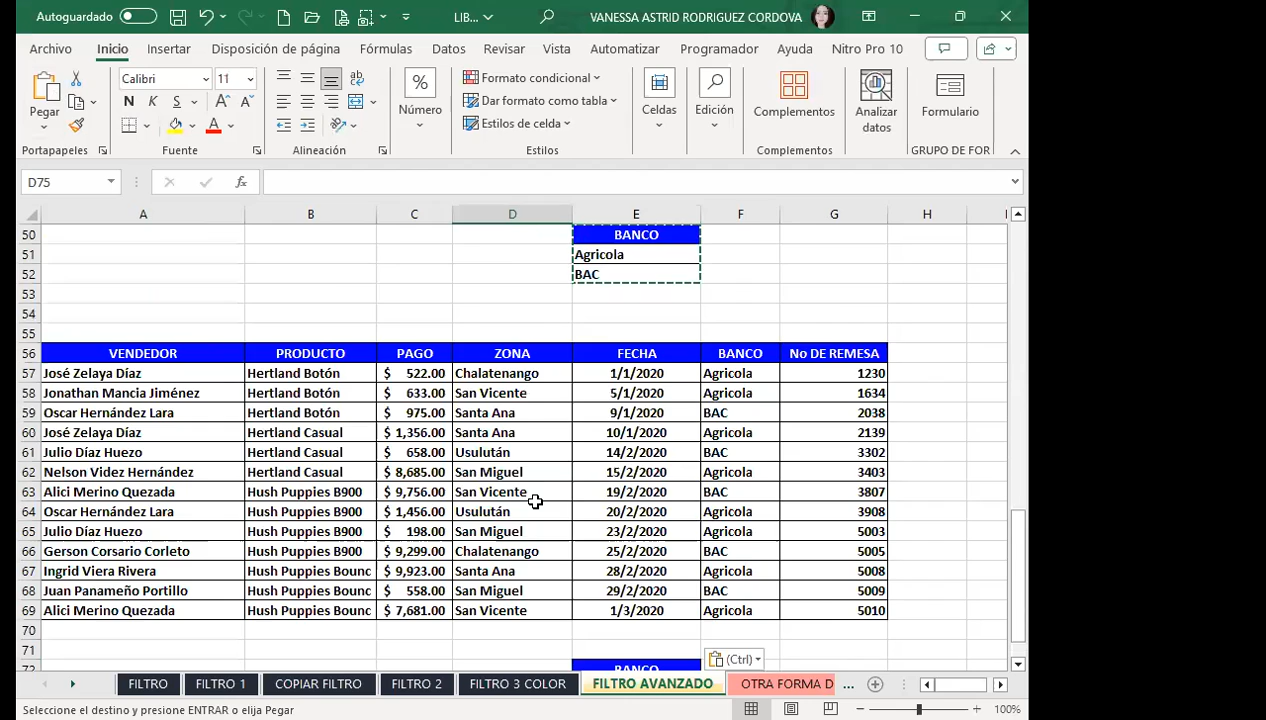 Autoguardado LIB... VANESSA ASTRID RODRIGUEZ CORDOVA
Archivo Inicio Insertar Disposición de página Fórmulas Datos Revisar Vista Automatizar Programador Ayuda Nitro Pro 10
Pegar Calibri 11 N K S A A A Número Formato condicional Dar formato como tabla Estilos de celda Celdas Edición Complementos Analizar datos Formulario
Portapapeles Fuente Alineación Estilos Complementos GRUPO DE FOR
D75 fx
A B C D E F G H I
50 BANCO
51 Agricola
52 BAC
53
54
55
56 VENDEDOR PRODUCTO PAGO ZONA FECHA BANCO No DE REMESA
57 José Zelaya Díaz Hertland Botón $ 522.00 Chalatenango 1/1/2020 Agricola 1230
58 Jonathan Mancia Jiménez Hertland Botón $ 633.00 San Vicente 5/1/2020 Agricola 1634
59 Oscar Hernández Lara Hertland Botón $ 975.00 Santa Ana 9/1/2020 BAC 2038
60 José Zelaya Díaz Hertland Casual $ 1,356.00 Santa Ana 10/1/2020 Agricola 2139
61 Julio Díaz Huezo Hertland Casual $ 658.00 Usulután 14/2/2020 BAC 3302
62 Nelson Videz Hernández Hertland Casual $ 8,685.00 San Miguel 15/2/2020 Agricola 3403
63 Alici Merino Quezada Hush Puppies B900 $ 9,756.00 San Vicente 19/2/2020 BAC 3807
64 Oscar Hernández Lara Hush Puppies B900 $ 1,456.00 Usulután 20/2/2020 Agricola 3908
65 Julio Díaz Huezo Hush Puppies B900 $ 198.00 San Miguel 23/2/2020 Agricola 5003
66 Gerson Corsario Corleto Hush Puppies B900 $ 9,299.00 Chalatenango 25/2/2020 BAC 5005
67 Ingrid Viera Rivera Hush Puppies Bounc $ 9,923.00 Santa Ana 28/2/2020 Agricola 5008
68 Juan Panameño Portillo Hush Puppies Bounc $ 558.00 San Miguel 29/2/2020 BAC 5009
69 Alici Merino Quezada Hush Puppies Bounc $ 7,681.00 San Vicente 1/3/2020 Agricola 5010
70
71 (Ctrl)
72 BANCO
FILTRO FILTRO 1 COPIAR FILTRO FILTRO 2 FILTRO 3 COLOR FILTRO AVANZADO OTRA FORMA D ...
Seleccione el destino y presione ENTRAR o elija Pegar 100%